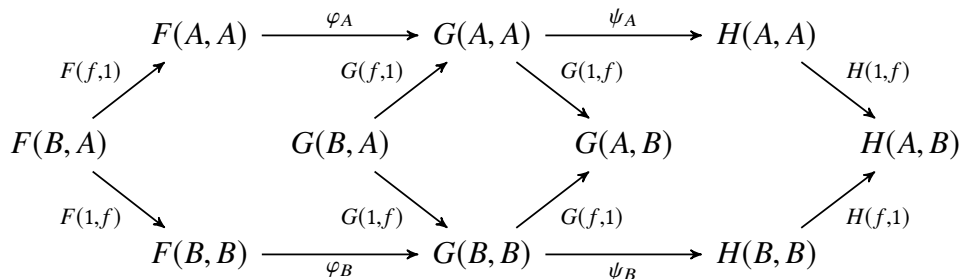 F(A, A) φ_A G(A, A) ψ_A H(A, A)
F(f,1) G(f,1) G(1,f) H(1,f)
F(B, A) G(B, A) G(A, B) H(A, B)
F(1,f) G(1,f) G(f,1) H(f,1)
F(B, B) φ_B G(B, B) ψ_B H(B, B)